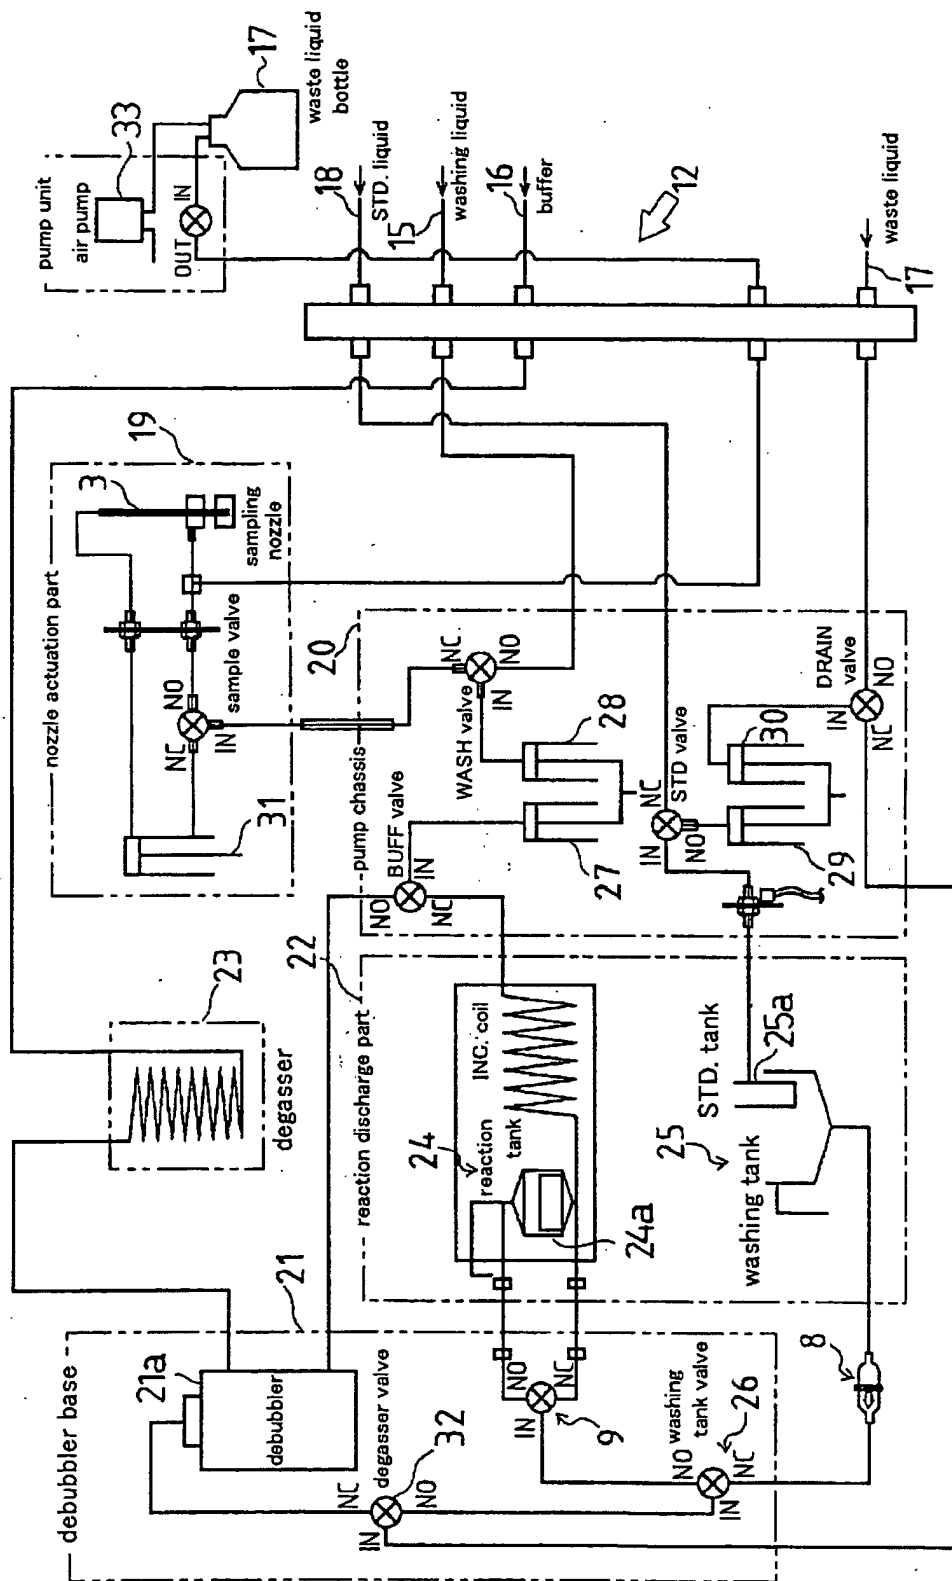 pump unit
air pump
33
OUT
IN
17
waste liquid
bottle
18
STD. liquid
15
washing liquid
16
buffer
12
17
waste liquid
19
nozzle actuation part
3
sampling
nozzle
NO
sample valve
NC
IN
31
20
pump chassis
NC
NO
IN
WASH valve
28
BUFF valve
NO
IN
NC
27
NC
STD valve
IN
NO
DRAIN
valve
IN
NO
NC
30
29
23
degasser
22
reaction discharge part
INC. coil
24
reaction
tank
24a
STD. tank
25a
25
washing tank
21
debubbler base
21a
debubbler
degasser valve
32
NC
NO
IN
NO
NC
IN
9
NO
washing
tank valve
NC
26
IN
8